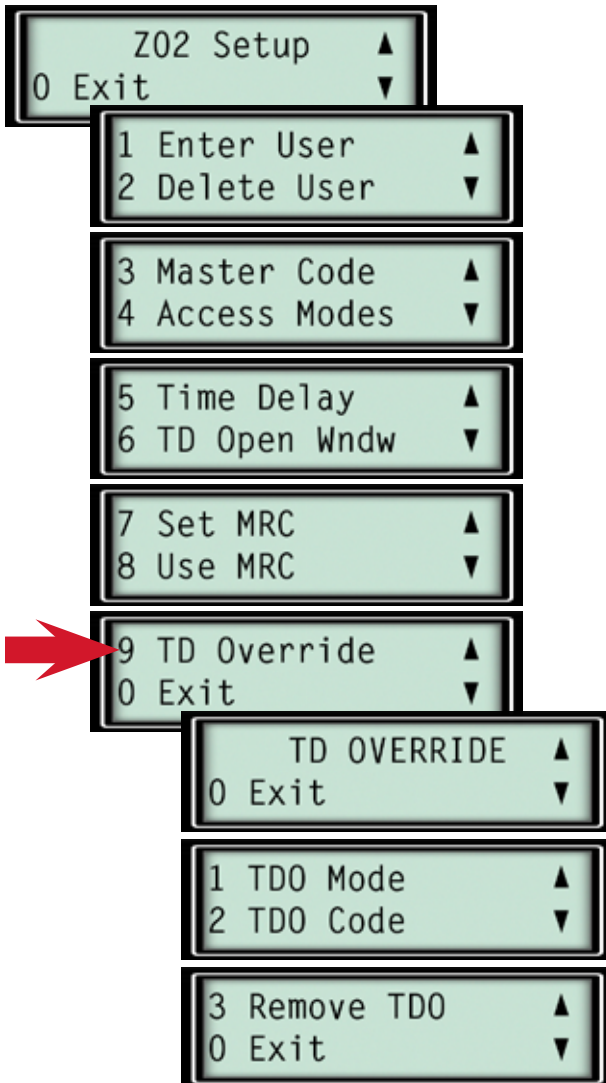 Z02 Setup ▲
0 Exit ▼
1 Enter User ▲
2 Delete User ▼
3 Master Code ▲
4 Access Modes ▼
5 Time Delay ▲
6 TD Open Wndw ▼
7 Set MRC ▲
8 Use MRC ▼
9 TD Override ▲
0 Exit ▼
TD OVERRIDE ▲
0 Exit ▼
1 TDO Mode ▲
2 TDO Code ▼
3 Remove TDO ▲
0 Exit ▼